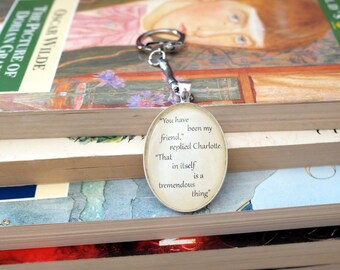 OSCAR WILDE
THE PICTURE OF
DORIAN GRAY
"You have
been my
friend,"
replied Charlotte.
"That
in itself
is a
tremendous
thing"